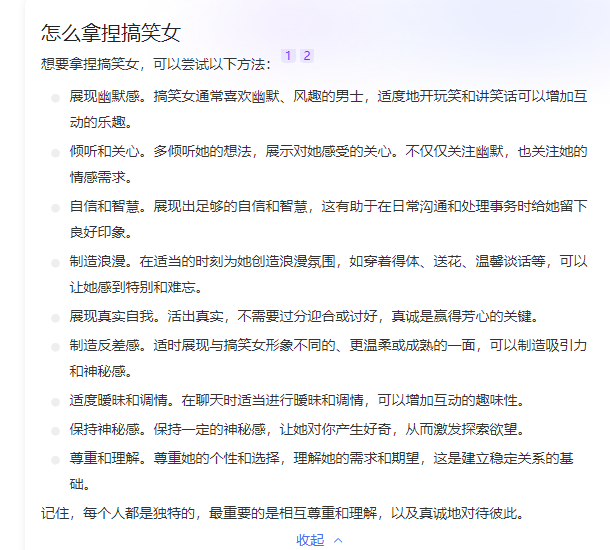 怎么拿捏搞笑女
想要拿捏搞笑女，可以尝试以下方法： 1 2
展现幽默感。搞笑女通常喜欢幽默、风趣的男士，适度地开玩笑和讲笑话可以增加互
动的乐趣。
倾听和关心。多倾听她的想法，展示对她感受的关心。不仅仅关注幽默，也关注她的
情感需求。
自信和智慧。展现出足够的自信和智慧，这有助于在日常沟通和处理事务时给她留下
良好印象。
制造浪漫。在适当的时刻为她创造浪漫氛围，如穿着得体、送花、温馨谈话等，可以
让她感到特别和难忘。
展现真实自我。活出真实，不需要过分迎合或讨好，真诚是赢得芳心的关键。
制造反差感。适时展现与搞笑女形象不同的、更温柔或成熟的一面，可以制造吸引力
和神秘感。
适度暧昧和调情。在聊天时适当进行暧昧和调情，可以增加互动的趣味性。
保持神秘感。保持一定的神秘感，让她对你产生好奇，从而激发探索欲望。
尊重和理解。尊重她的个性和选择，理解她的需求和期望，这是建立稳定关系的基
础。
记住，每个人都是独特的，最重要的是相互尊重和理解，以及真诚地对待彼此。
收起